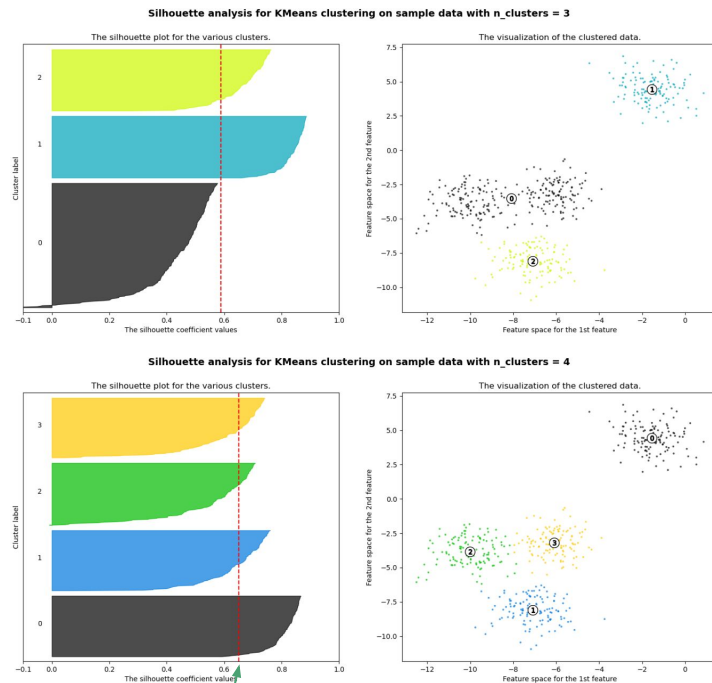 Silhouette analysis for KMeans clustering on sample data with n_clusters = 3
The silhouette plot for the various clusters.
Cluster label
2
1
0
−0.1 0.0 0.2 0.4 0.6 0.8 1.0
The silhouette coefficient values
The visualization of the clustered data.
Feature space for the 2nd feature
7.5
5.0
2.5
0.0
−2.5
−5.0
−7.5
−10.0
1
0
2
−12 −10 −8 −6 −4 −2 0
Feature space for the 1st feature
Silhouette analysis for KMeans clustering on sample data with n_clusters = 4
The silhouette plot for the various clusters.
Cluster label
3
2
1
0
−0.1 0.0 0.2 0.4 0.6 0.8 1.0
The silhouette coefficient values
The visualization of the clustered data.
Feature space for the 2nd feature
7.5
5.0
2.5
0.0
−2.5
−5.0
−7.5
−10.0
0
3
2
1
−12 −10 −8 −6 −4 −2 0
Feature space for the 1st feature